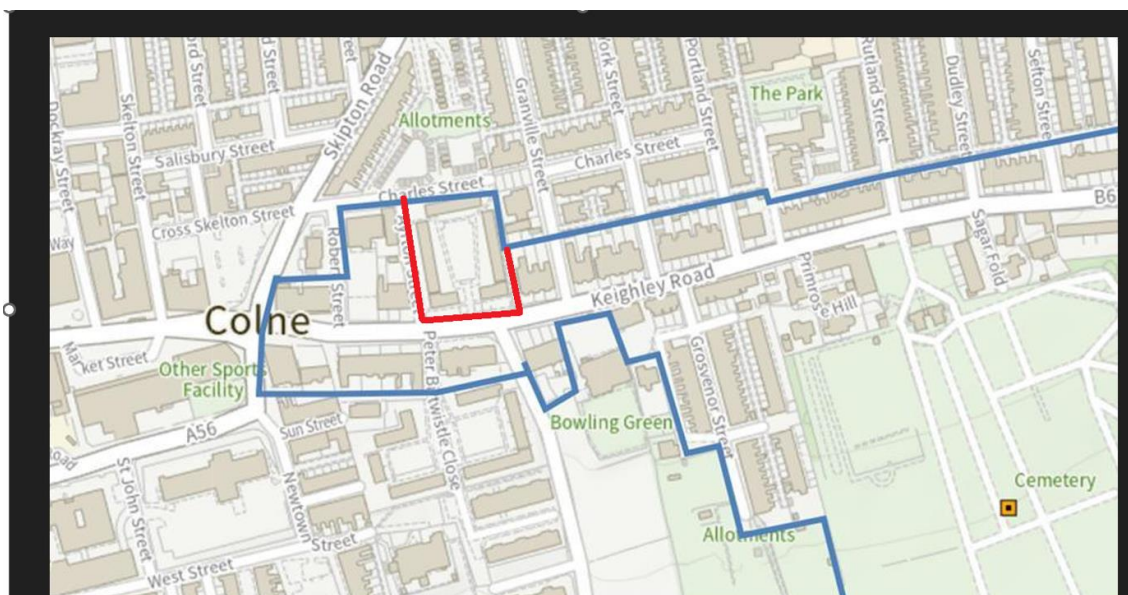 Skipton Road
Granville Street
York Street
Portland Street
Rutland Street
Dudley Street
Sefton Street
The Park
Allotments
Dockray Street
Skelton Street
Salisbury Street
Charles Street
Charles Street
Cross Skelton Street
Way
Robert Street
B6
Sagar Fold
Keighley Road
Primrose Hill
Colne
Market Street
Other Sports
Facility
Grosvenor Street
Bowling Green
A56
Sun Street
St John Street
Newtown
Street
West Street
Cemetery
Allotments